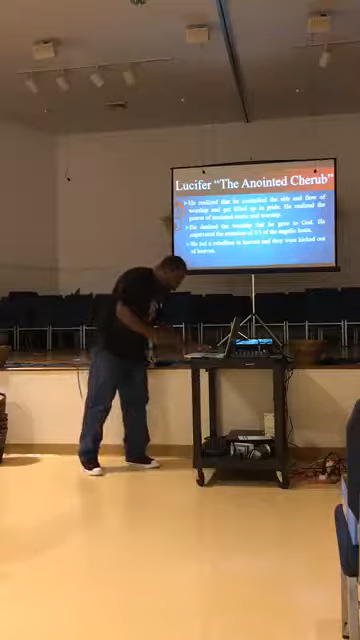 Lucifer “The Anointed Cherub”
He realized that he controlled the ebb and flow of
worship and got filled up in pride. He realized the
power of anointed music and worship.
He desired the worship that he gave to God. He
captivated the attention of 1/3 of the angelic hosts.
He led a rebellion in heaven and they were kicked out
of heaven.